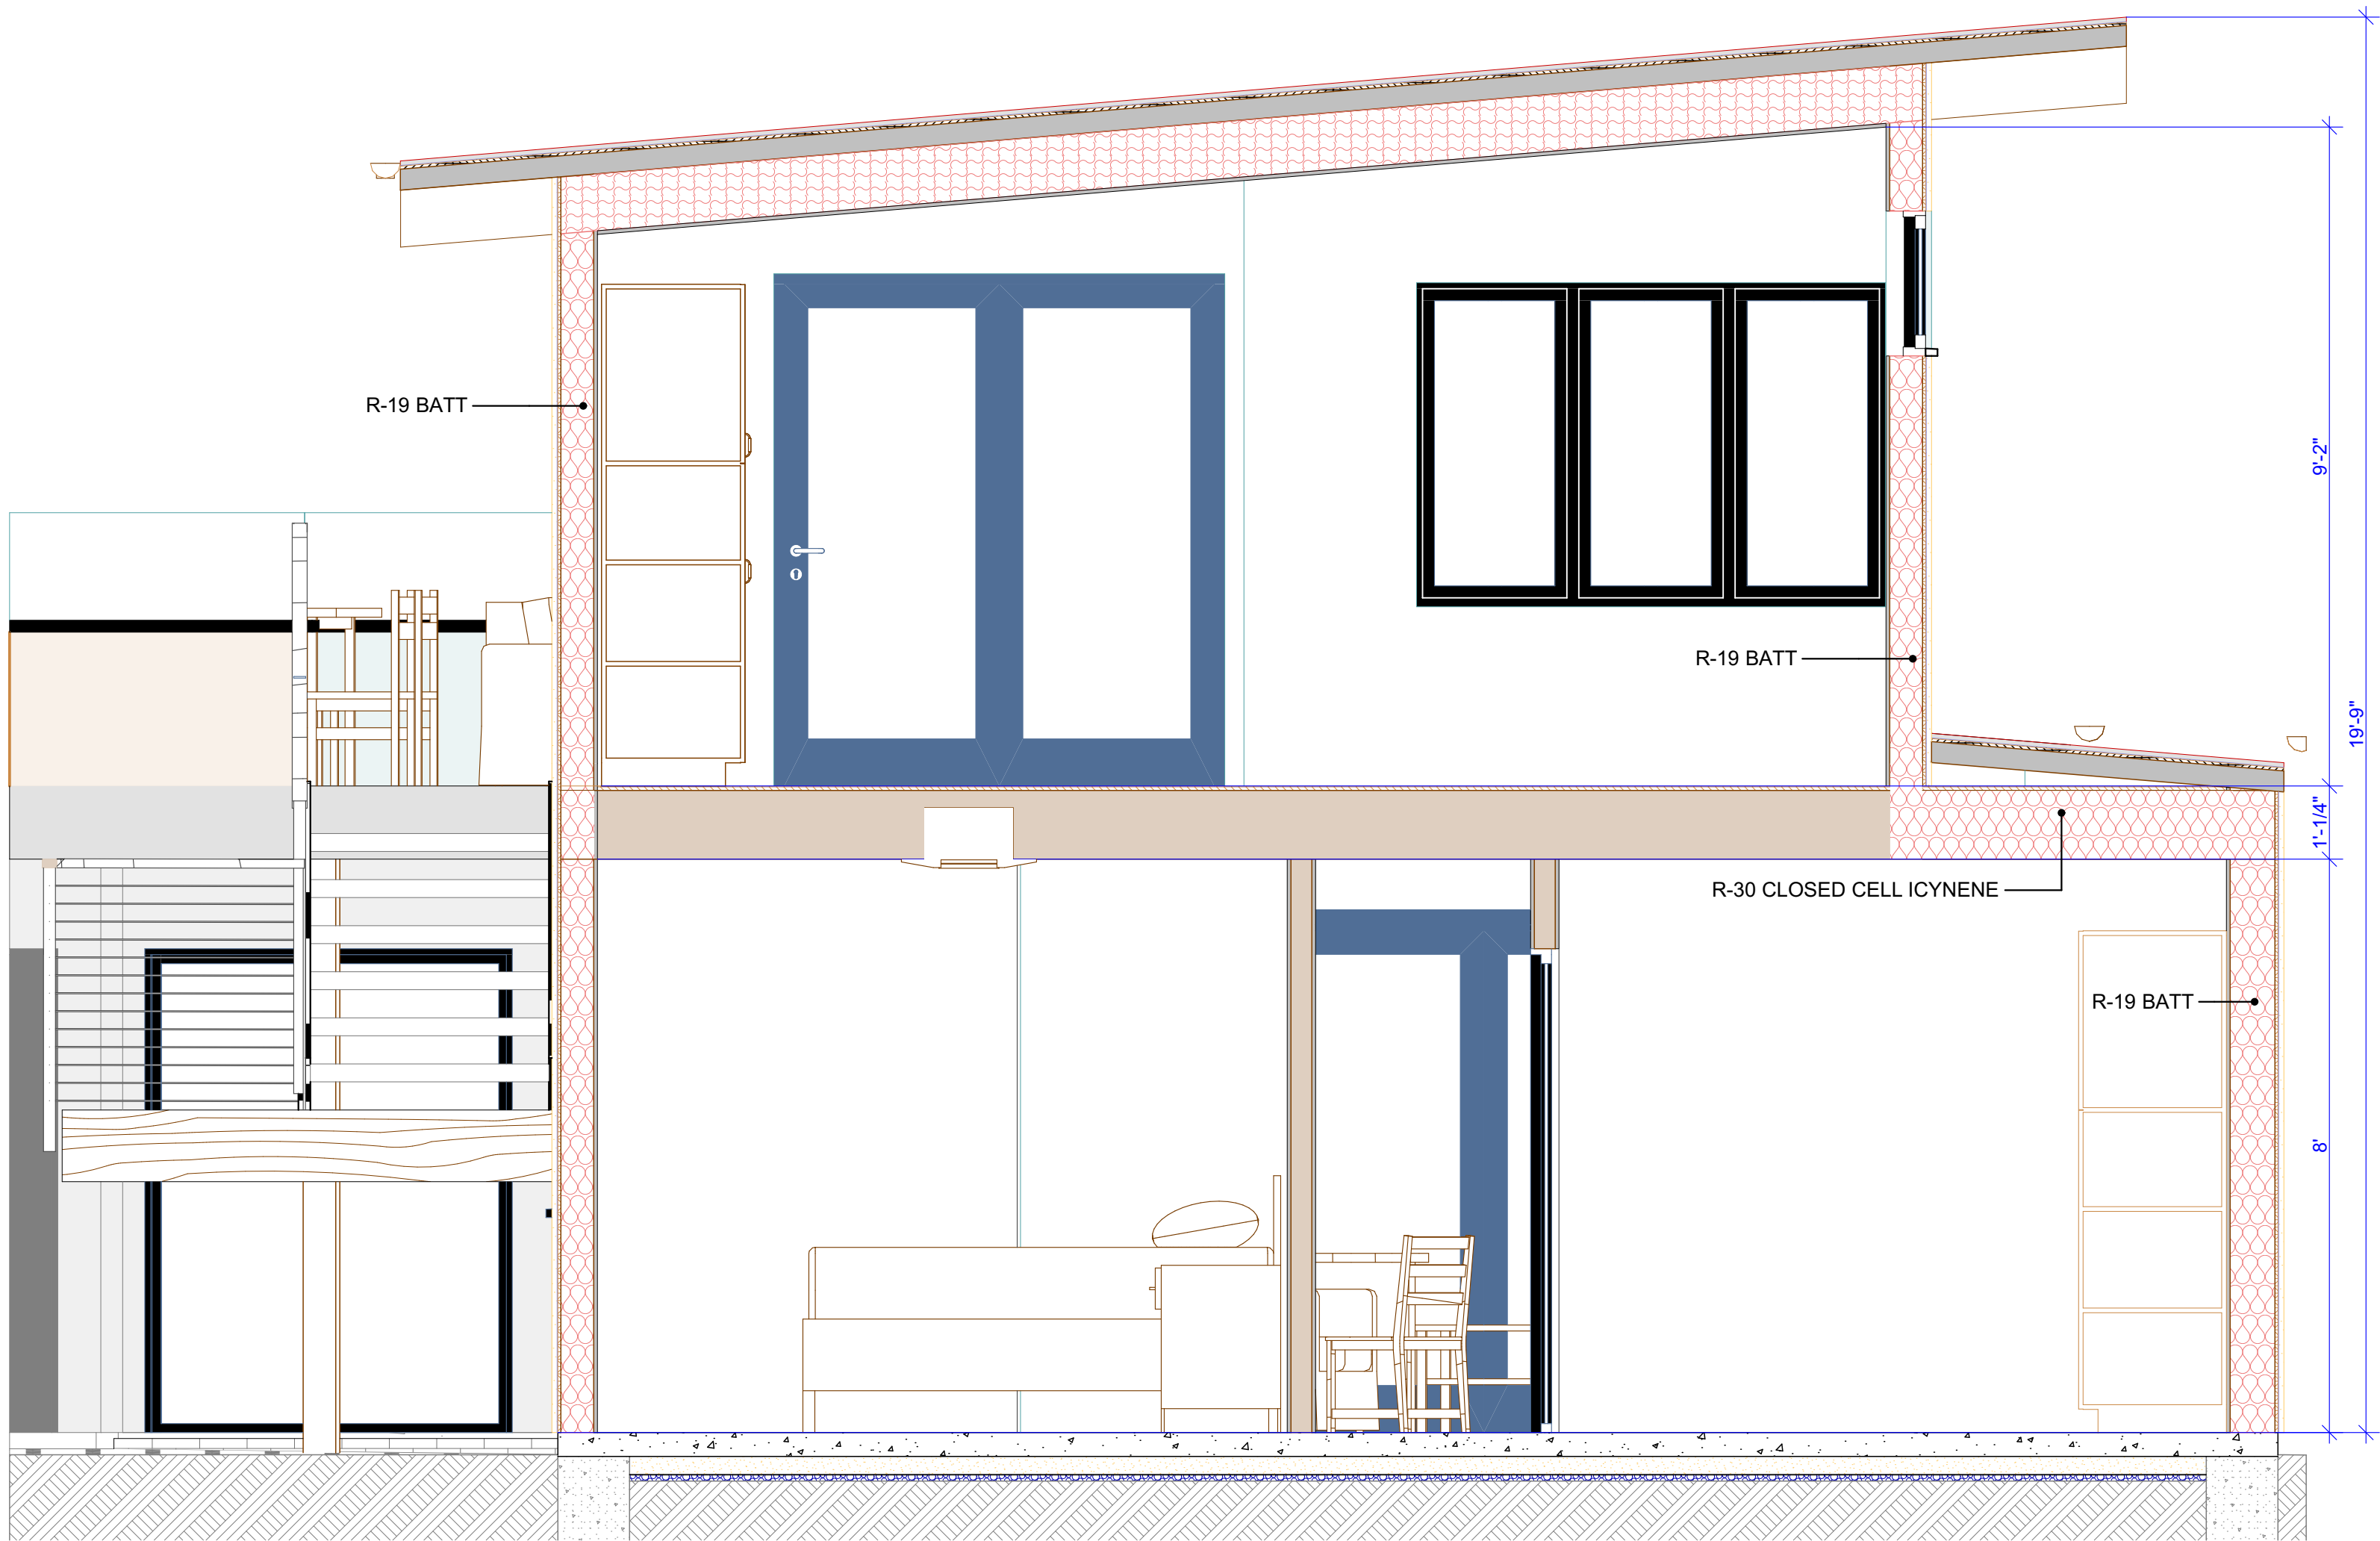 R-19 BATT
9'-2"
R-19 BATT
19'-9"
1'-1/4"
R-30 CLOSED CELL ICYNENE
R-19 BATT
8'